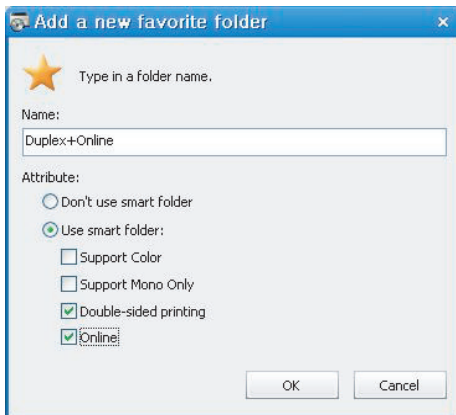 Add a new favorite folder
Type in a folder name.
Name:
Duplex+Online
Attribute:
Don't use smart folder
Use smart folder:
Support Color
Support Mono Only
Double-sided printing
Online
OK Cancel